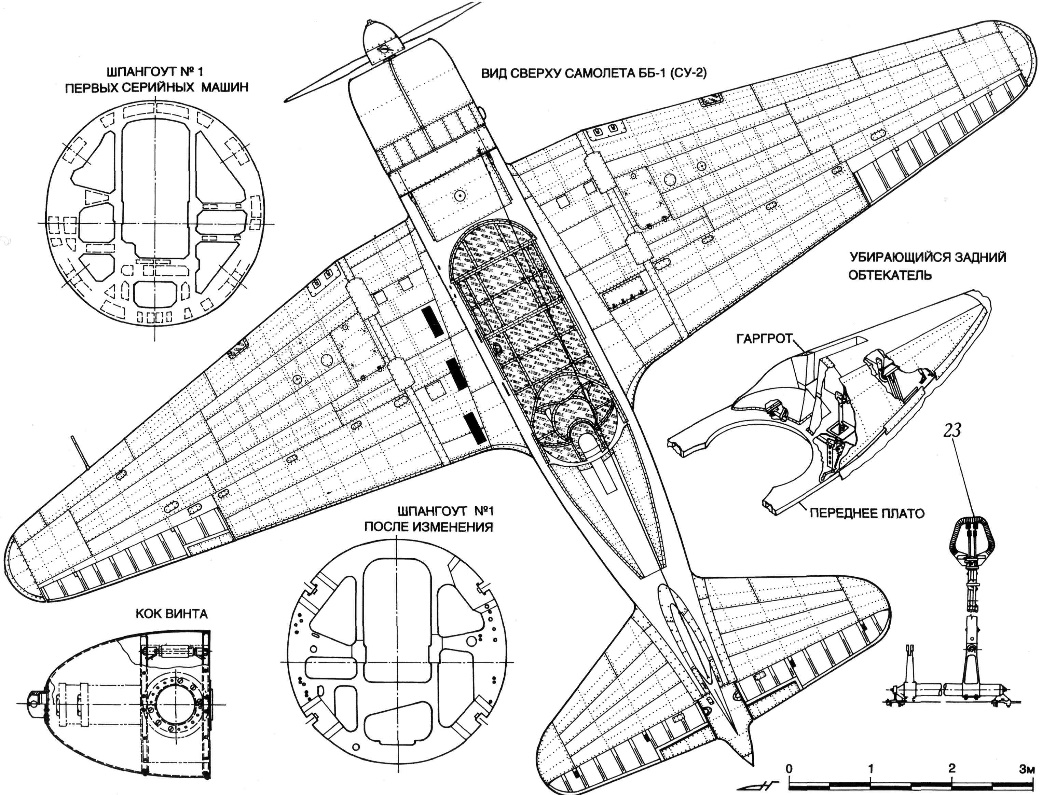 ШПАНГОУТ № 1
ПЕРВЫХ СЕРИЙНЫХ МАШИН
ВИД СВЕРХУ САМОЛЕТА ББ-1 (СУ-2)
УБИРАЮЩИЙСЯ ЗАДНИЙ
ОБТЕКАТЕЛЬ
ГАРГРОТ
23
ПЕРЕДНЕЕ ПЛАТО
ШПАНГОУТ №1
ПОСЛЕ ИЗМЕНЕНИЯ
КОК ВИНТА
0 1 2 3м